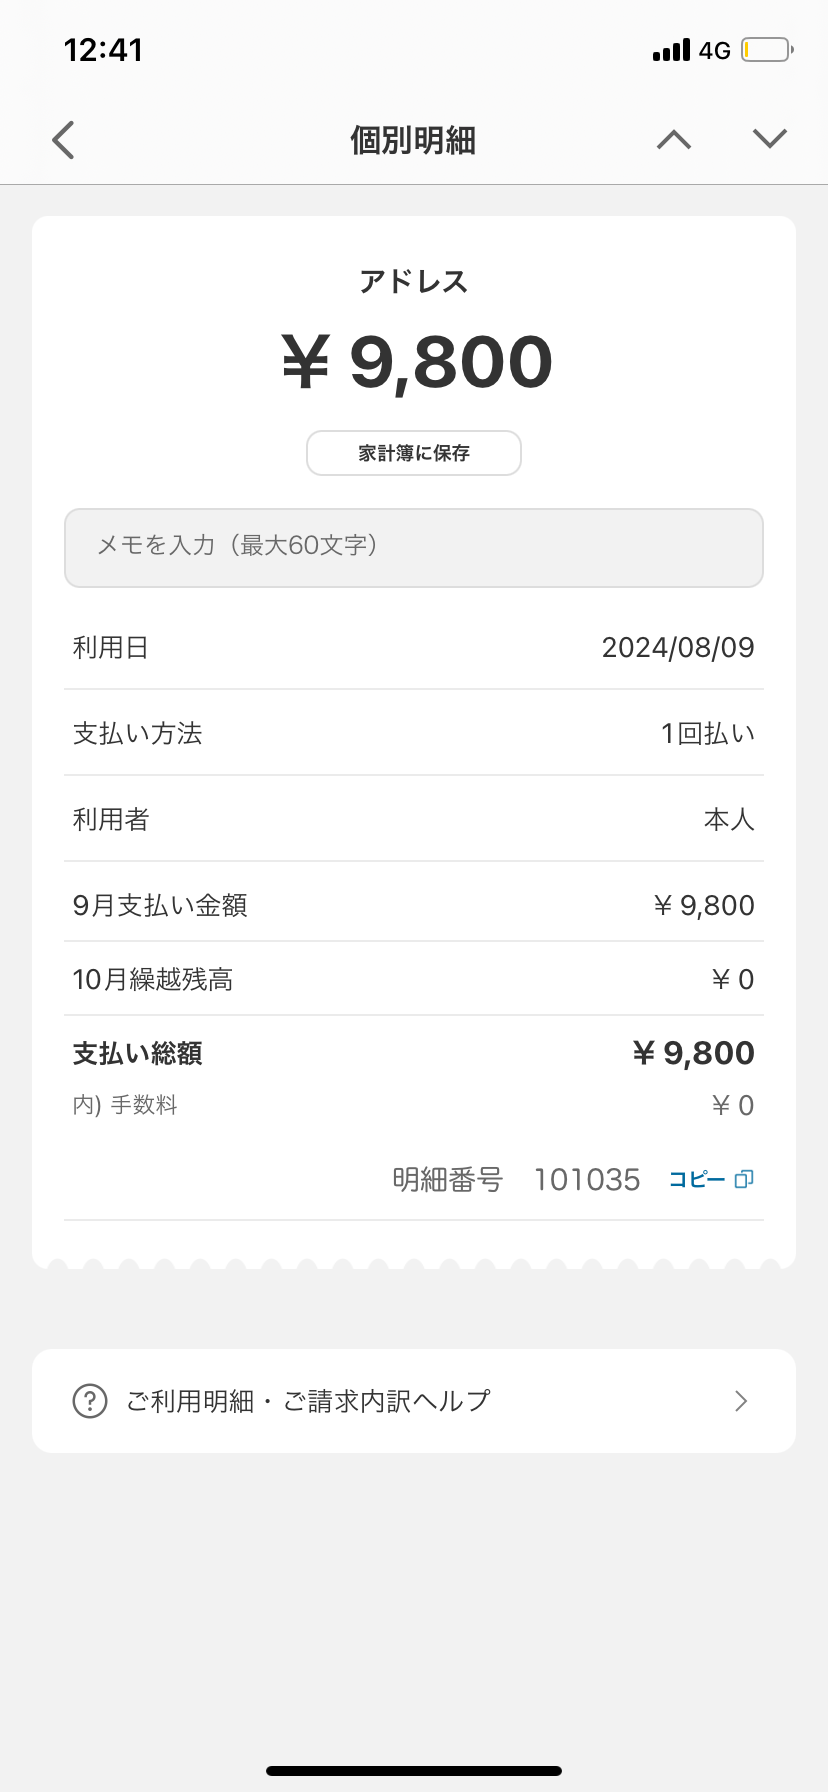 12:41
4G
個別明細
アドレス
¥ 9,800
家計簿に保存
メモを入力（最大60文字）
利用日 2024/08/09
支払い方法 1回払い
利用者 本人
9月支払い金額 ¥ 9,800
10月繰越残高 ¥ 0
支払い総額 ¥ 9,800
内) 手数料 ¥ 0
明細番号 101035 コピー
? ご利用明細・ご請求内訳ヘルプ